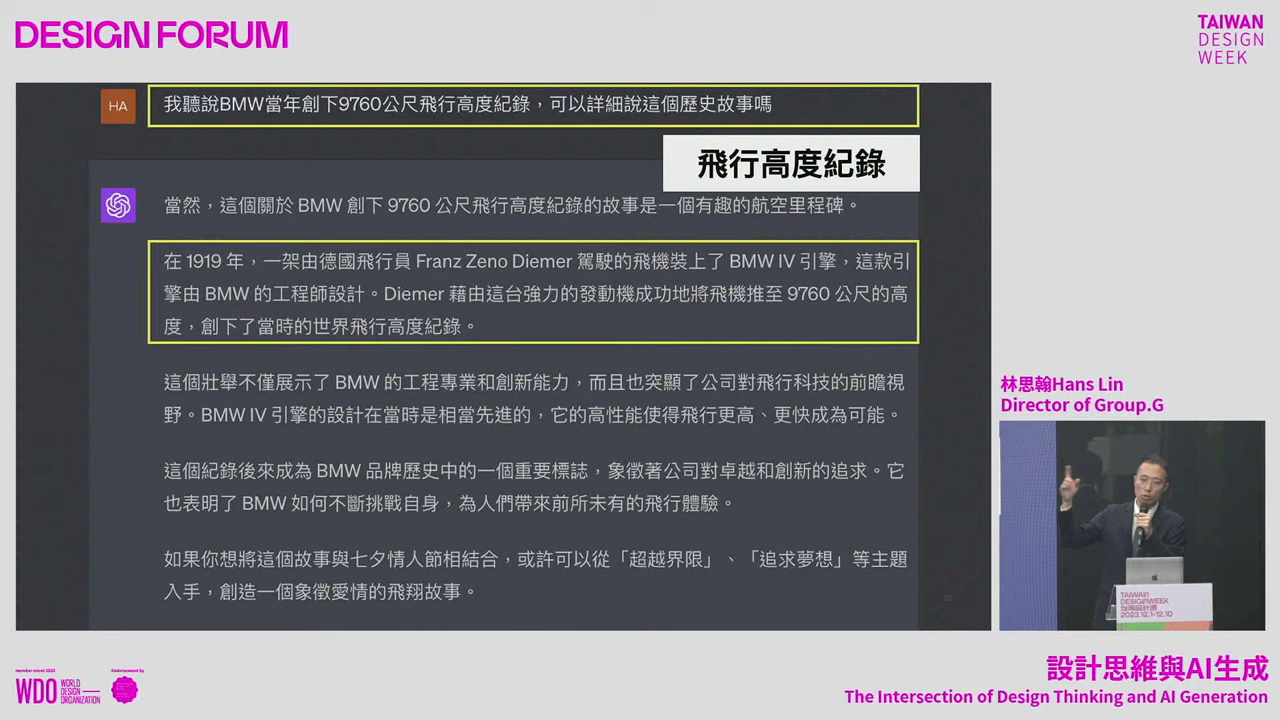 DESIGN FORUM
TAIWAN
DESIGN
WEEK
HA
我聽說BMW當年創下9760公尺飛行高度紀錄，可以詳細說這個歷史故事嗎
飛行高度紀錄
當然，這個關於 BMW 創下 9760 公尺飛行高度紀錄的故事是一個有趣的航空里程碑。
在 1919 年，一架由德國飛行員 Franz Zeno Diemer 駕駛的飛機裝上了 BMW IV 引擎，這款引
擎由 BMW 的工程師設計。Diemer 藉由這台強力的發動機成功地將飛機推至 9760 公尺的高
度，創下了當時的世界飛行高度紀錄。
這個壯舉不僅展示了 BMW 的工程專業和創新能力，而且也突顯了公司對飛行科技的前瞻視
野。BMW IV 引擎的設計在當時是相當先進的，它的高性能使得飛行更高、更快成為可能。
這個紀錄後來成為 BMW 品牌歷史中的一個重要標誌，象徵著公司對卓越和創新的追求。它
也表明了 BMW 如何不斷挑戰自身，為人們帶來前所未有的飛行體驗。
如果你想將這個故事與七夕情人節相結合，或許可以從「超越界限」、「追求夢想」等主題
入手，創造一個象徵愛情的飛翔故事。
林思翰Hans Lin
Director of Group.G
TAIWAN
DESIGNWEEK
台灣設計週
2023.12.1-12.10
member event 2023
WDO
WORLD
DESIGN
ORGANIZATION
Endorsement by
設計思維與AI生成
The Intersection of Design Thinking and AI Generation